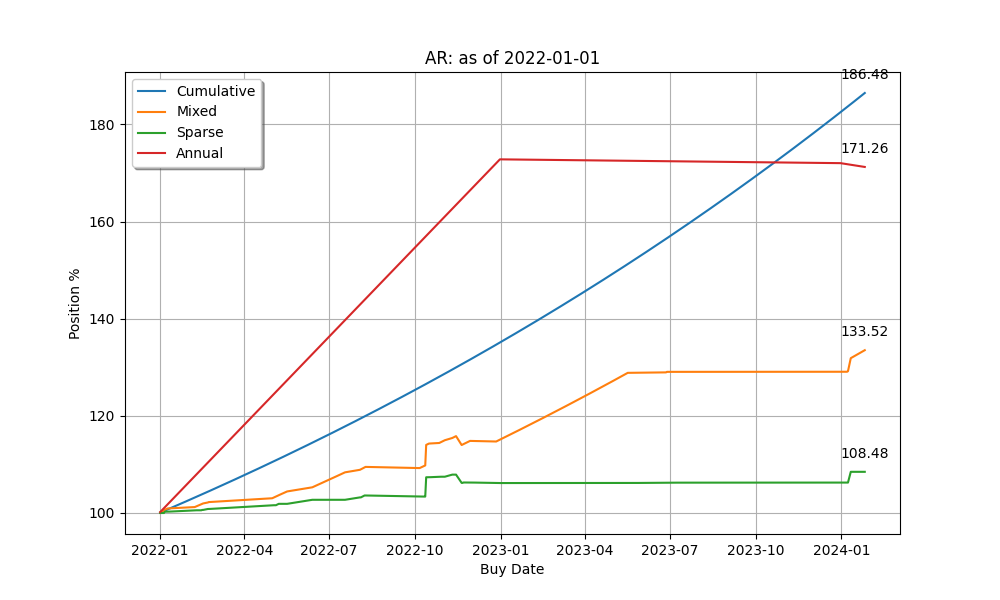 AR: as of 2022-01-01
Cumulative
Mixed
Sparse
Annual
186.48
171.26
133.52
108.48
180
160
140
120
100
Position %
2022-01 2022-04 2022-07 2022-10 2023-01 2023-04 2023-07 2023-10 2024-01
Buy Date